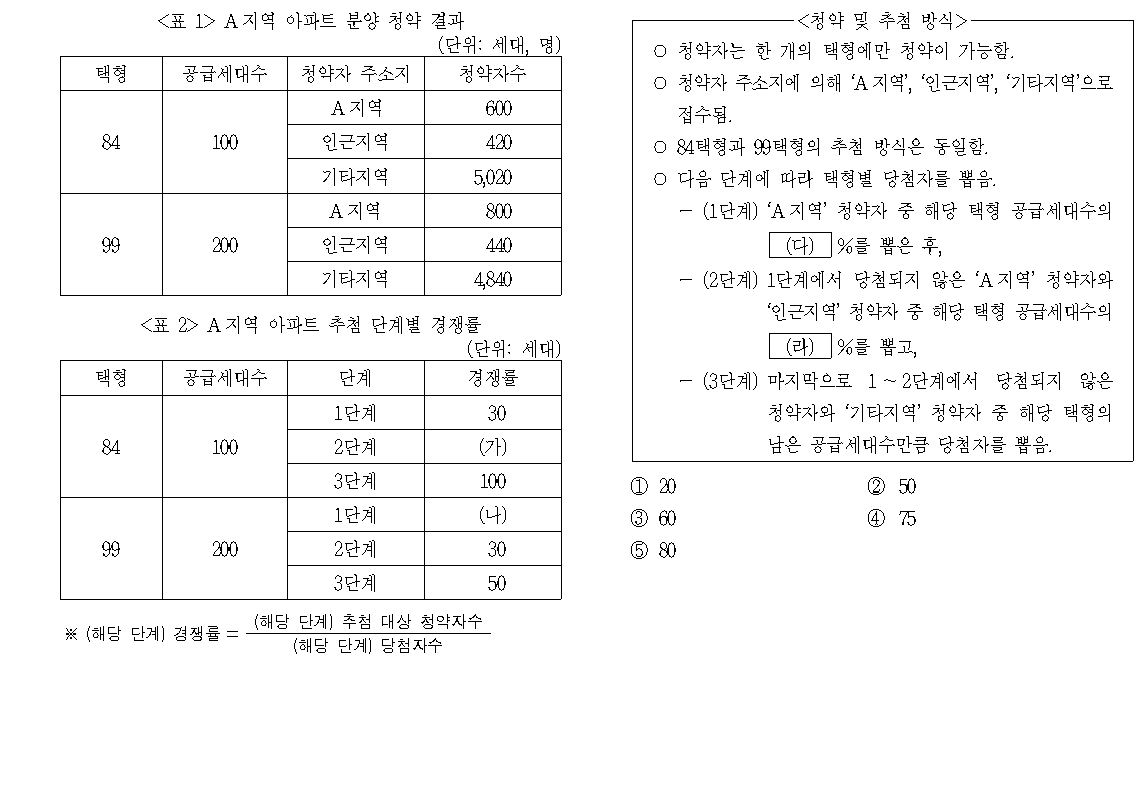 <표 1> A지역 아파트 분양 청약 결과
(단위: 세대, 명)
택형 공급세대수 청약자 주소지 청약자수
84 100 A지역 600
인근지역 420
기타지역 5,020
99 200 A지역 800
인근지역 440
기타지역 4,840
<표 2> A지역 아파트 추첨 단계별 경쟁률
(단위: 세대)
택형 공급세대수 단계 경쟁률
84 100 1단계 30
2단계 (가)
3단계 100
99 200 1단계 (나)
2단계 30
3단계 50
※ (해당 단계) 경쟁률 = (해당 단계) 추첨 대상 청약자수
(해당 단계) 당첨자수
<청약 및 추첨 방식>
○ 청약자는 한 개의 택형에만 청약이 가능함.
○ 청약자 주소지에 의해 ‘A지역’, ‘인근지역’, ‘기타지역’으로
접수됨.
○ 84택형과 99택형의 추첨 방식은 동일함.
○ 다음 단계에 따라 택형별 당첨자를 뽑음.
－ (1단계) ‘A지역’ 청약자 중 해당 택형 공급세대수의
(다) %를 뽑은 후,
－ (2단계) 1단계에서 당첨되지 않은 ‘A지역’ 청약자와
‘인근지역’ 청약자 중 해당 택형 공급세대수의
(라) %를 뽑고,
－ (3단계) 마지막으로 1～2단계에서 당첨되지 않은
청약자와 ‘기타지역’ 청약자 중 해당 택형의
남은 공급세대수만큼 당첨자를 뽑음.
① 20 ② 50
③ 60 ④ 75
⑤ 80